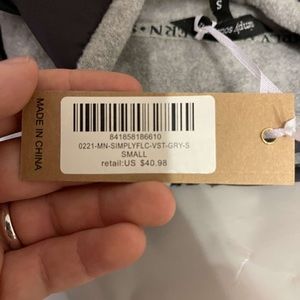 S
MADE IN CHINA
841858186610
0221-MN-SIMPLYFLC-VST-GRY-S
SMALL
retail:US $40.98